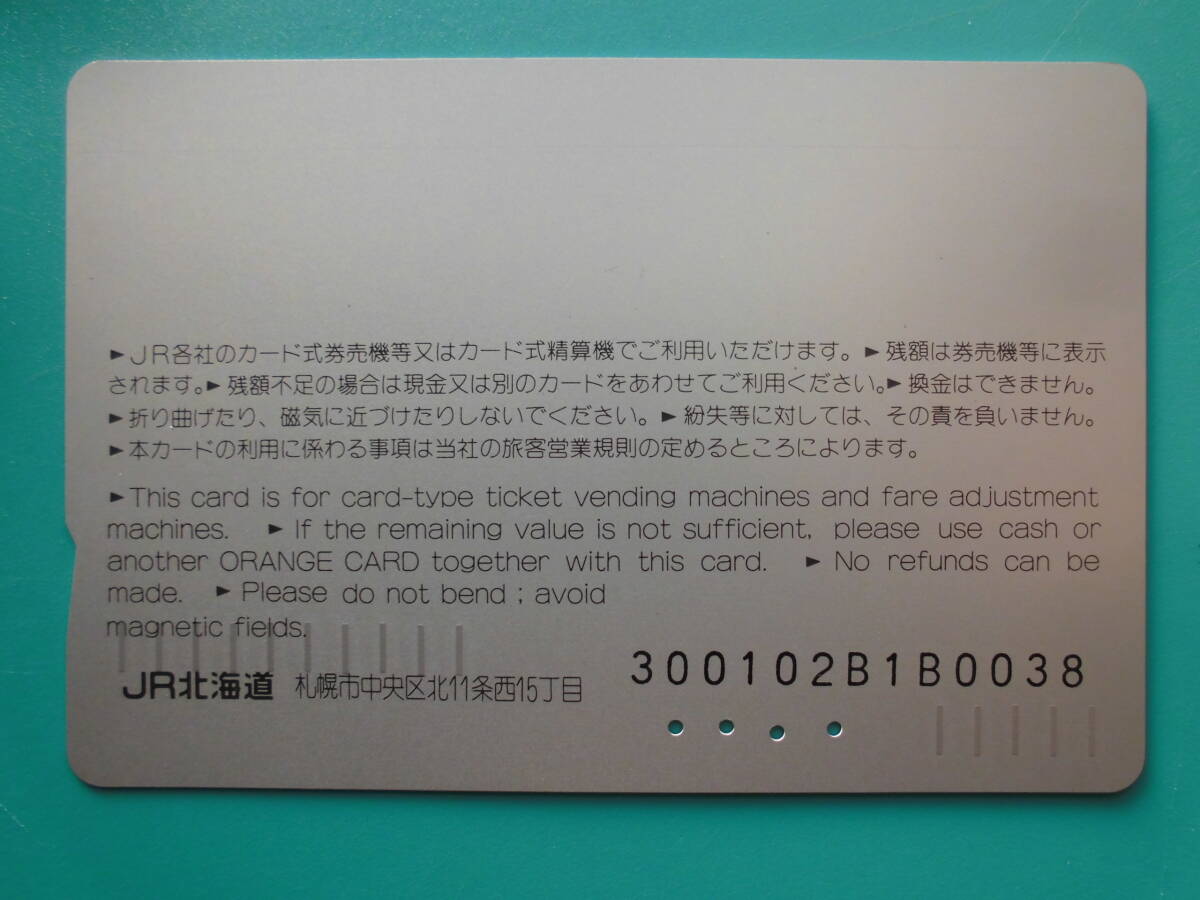 ►JR各社のカード式券売機等又はカード式精算機でご利用いただけます。►残額は券売機等に表示
されます。►残額不足の場合は現金又は別のカードをあわせてご利用ください。►換金はできません。
►折り曲げたり、磁気に近づけたりしないでください。►紛失等に対しては、その責を負いません。
►本カードの利用に係わる事項は当社の旅客営業規則の定めるところによります。
►This card is for card-type ticket vending machines and fare adjustment
machines. ►If the remaining value is not sufficient, please use cash or
another ORANGE CARD together with this card. ►No refunds can be
made. ►Please do not bend ; avoid
magnetic fields.
300102B1B0038
JR北海道 札幌市中央区北11条西15丁目